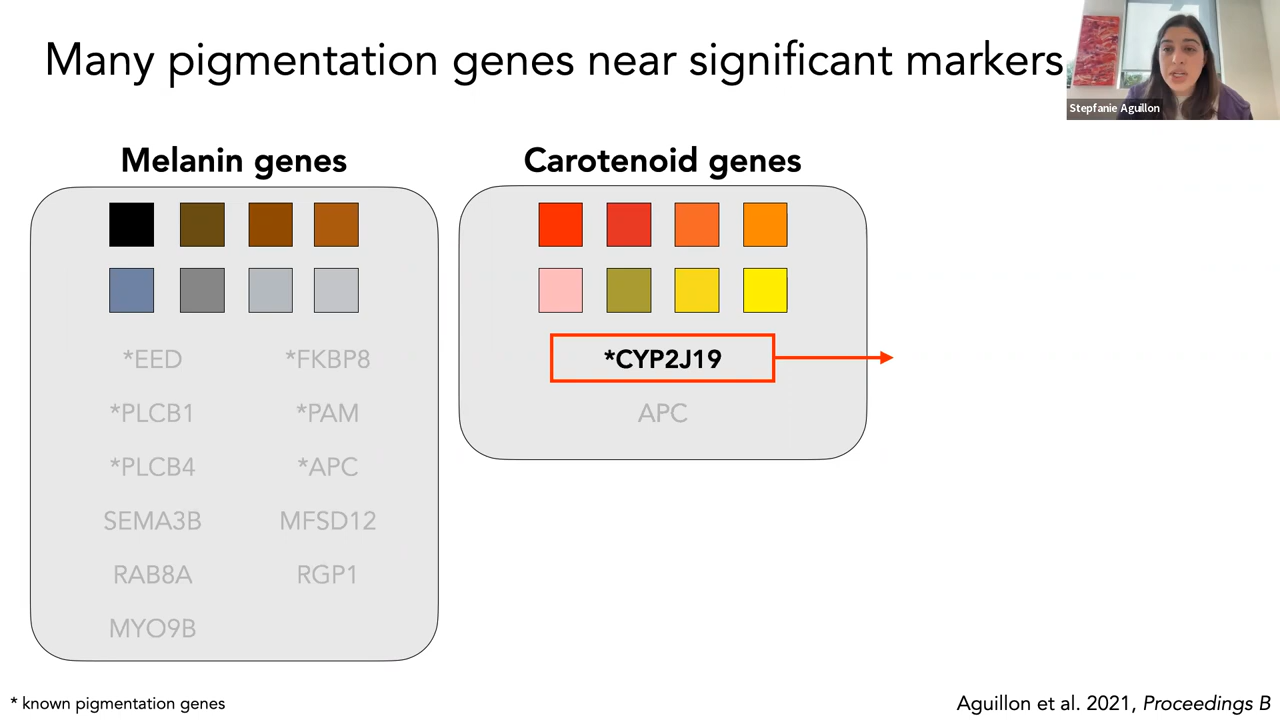 Many pigmentation genes near significant markers
Stepfanie Aguillon
Melanin genes
*EED *FKBP8
*PLCB1 *PAM
*PLCB4 *APC
SEMA3B MFSD12
RAB8A RGP1
MYO9B
Carotenoid genes
*CYP2J19
APC
* known pigmentation genes
Aguillon et al. 2021, Proceedings B